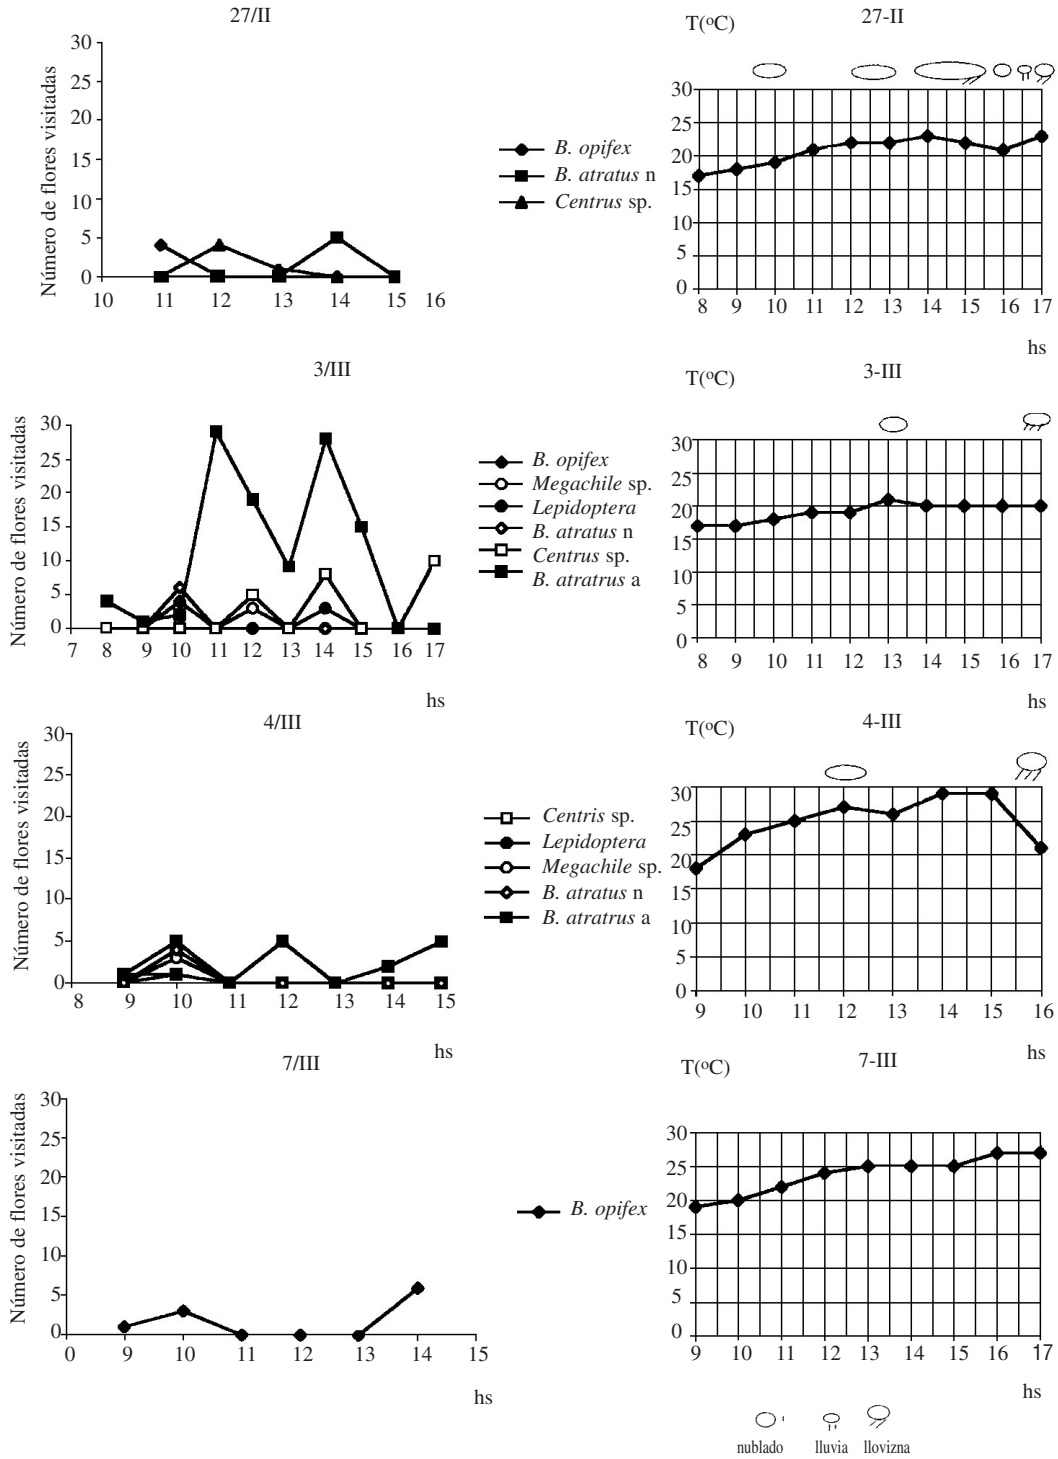 27/II
Número de flores visitadas
30
25
20
15
10
5
0
10 11 12 13 14 15 16
B. opifex
B. atratus n
Centrus sp.
T(ºC)
27-II
30
25
20
15
10
5
0
8 9 10 11 12 13 14 15 16 17
hs
3/III
Número de flores visitadas
30
25
20
15
10
5
0
7 8 9 10 11 12 13 14 15 16 17
hs
B. opifex
Megachile sp.
Lepidoptera
B. atratus n
Centrus sp.
B. atratrus a
T(ºC)
3-III
30
25
20
15
10
5
0
8 9 10 11 12 13 14 15 16 17
hs
4/III
Número de flores visitadas
30
25
20
15
10
5
0
8 9 10 11 12 13 14 15
hs
Centris sp.
Lepidoptera
Megachile sp.
B. atratus n
B. atratrus a
T(ºC)
4-III
30
25
20
15
10
5
0
9 10 11 12 13 14 15 16
hs
7/III
Número de flores visitadas
30
25
20
15
10
5
0
0 9 10 11 12 13 14 15
hs
B. opifex
T(ºC)
7-III
30
25
20
15
10
5
0
9 10 11 12 13 14 15 16 17
hs
nublado lluvia llovizna